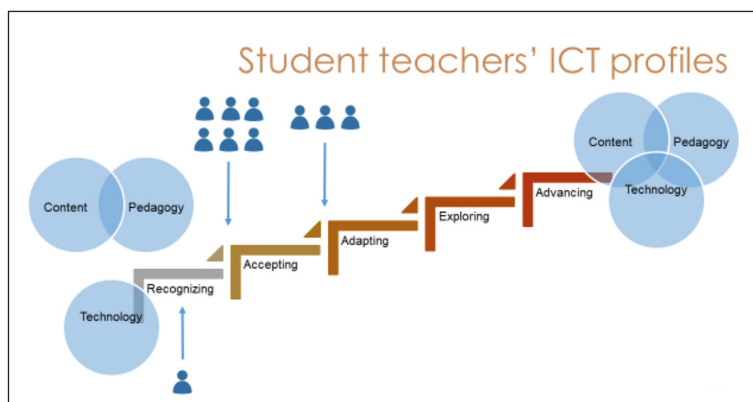 Student teachers' ICT profiles
Content
Pedagogy
Technology
Recognizing
Accepting
Adapting
Exploring
Advancing
Content
Pedagogy
Technology